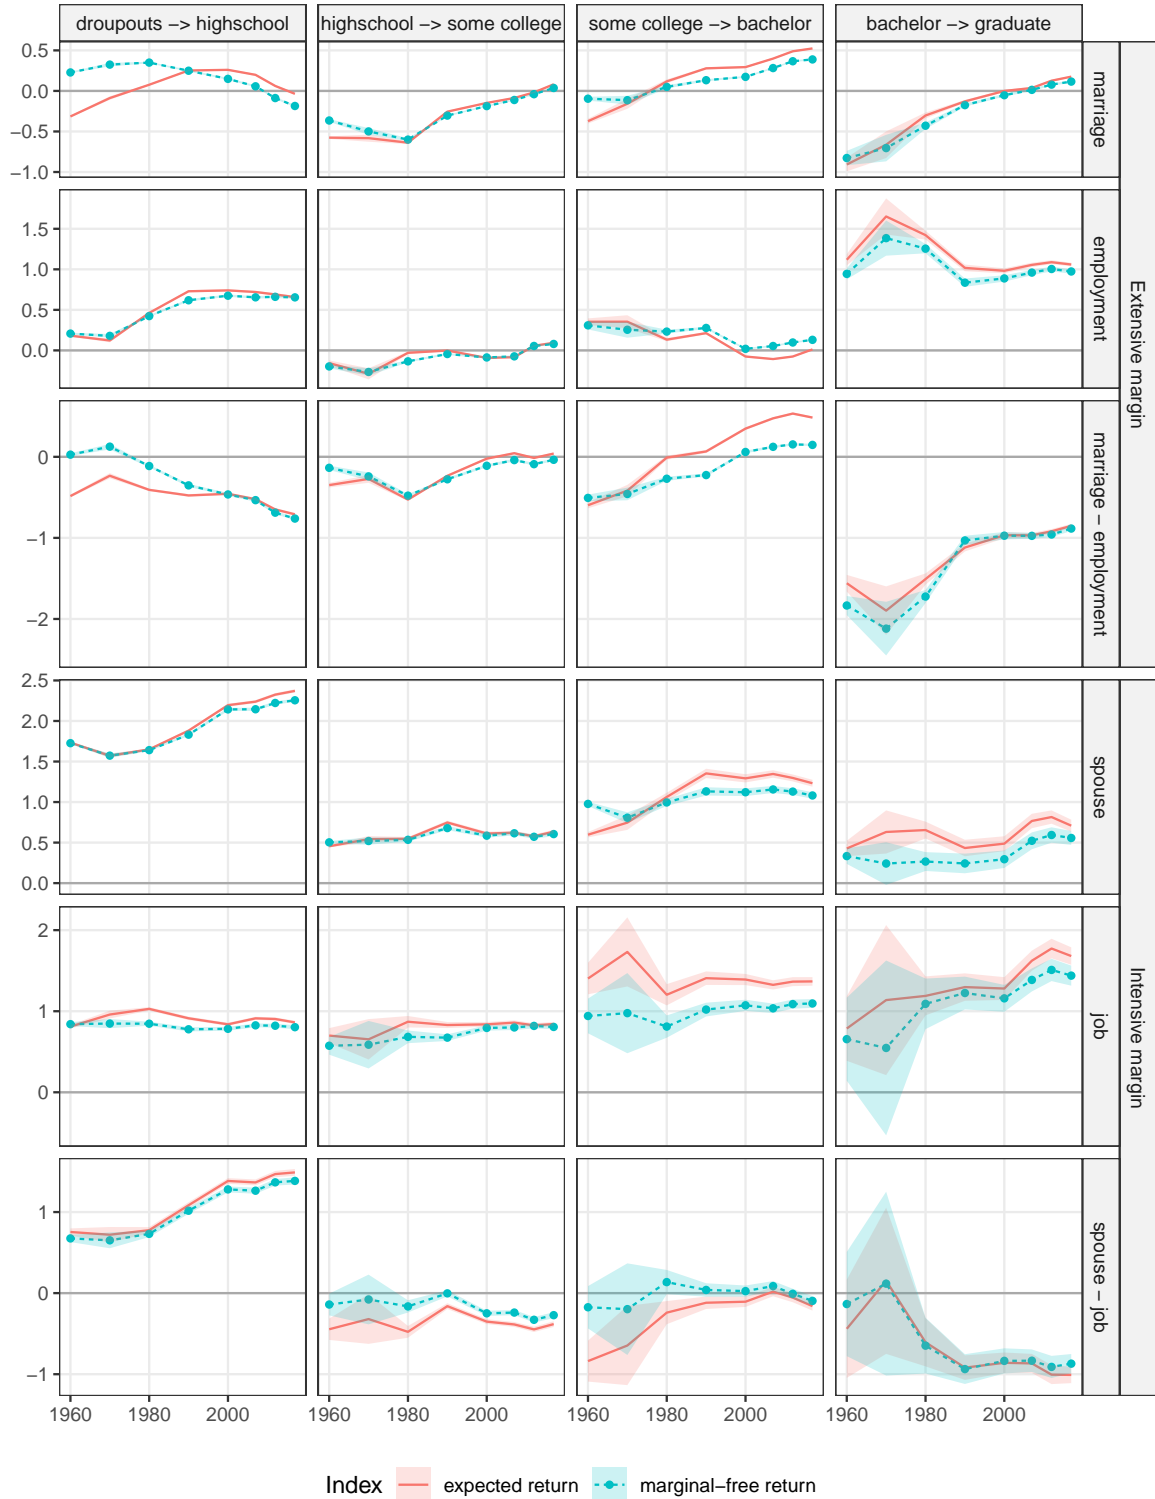 droupouts −> highschool
highschool −> some college
some college −> bachelor
bachelor −> graduate
0.5
0.0
−0.5
−1.0
marriage
1.5
1.0
0.5
0.0
employment
Extensive margin
0
−1
−2
marriage − employment
2.5
2.0
1.5
1.0
0.5
0.0
spouse
2
1
0
job
Intensive margin
1
0
−1
spouse − job
1960 1980 2000
1960 1980 2000
1960 1980 2000
1960 1980 2000
Index expected return marginal−free return